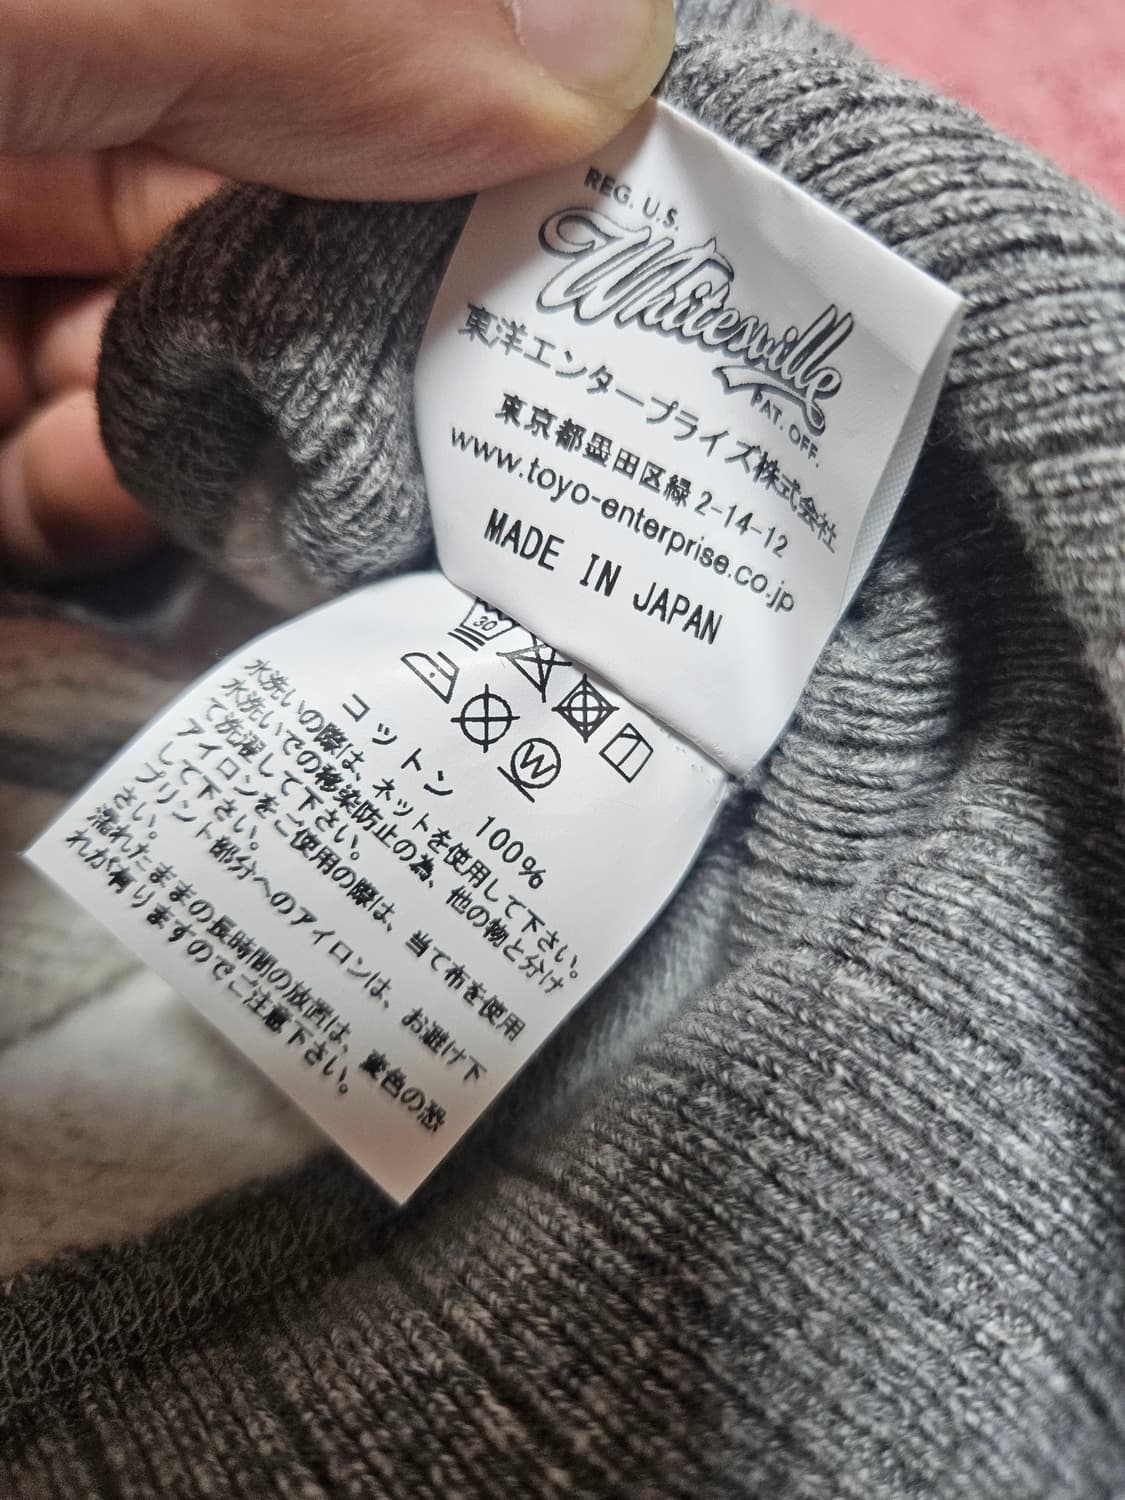 REG. U.S.
Whitesville
PAT. OFF.
東洋エンタープライズ株式会社
東京都墨田区緑 2-14-12
www.toyo-enterprise.co.jp
MADE IN JAPAN
30
W
コットン 100%
水洗いの際は、ネットを使用して下さい。
水洗いでの移染防止の為、他の物と分け
て洗濯して下さい。
アイロンをご使用の際は、当て布を使用
して下さい。
プリント部分へのアイロンは、お避け下
さい。
濡れたままの長時間の放置は、変色の恐
れが有りますのでご注意下さい。